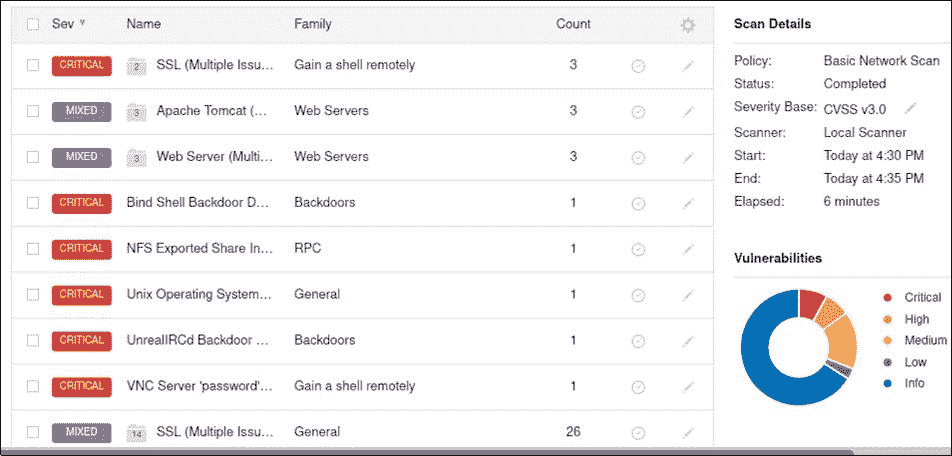 Sev Name Family Count
CRITICAL 2 SSL (Multiple Issu... Gain a shell remotely 3
MIXED 3 Apache Tomcat (... Web Servers 3
MIXED 3 Web Server (Multi... Web Servers 3
CRITICAL Bind Shell Backdoor D... Backdoors 1
CRITICAL NFS Exported Share In... RPC 1
CRITICAL Unix Operating System... General 1
CRITICAL UnrealIRCd Backdoor ... Backdoors 1
CRITICAL VNC Server 'password'... Gain a shell remotely 1
MIXED 14 SSL (Multiple Issu... General 26
Scan Details
Policy: Basic Network Scan
Status: Completed
Severity Base: CVSS v3.0
Scanner: Local Scanner
Start: Today at 4:30 PM
End: Today at 4:35 PM
Elapsed: 6 minutes
Vulnerabilities
Critical
High
Medium
Low
Info